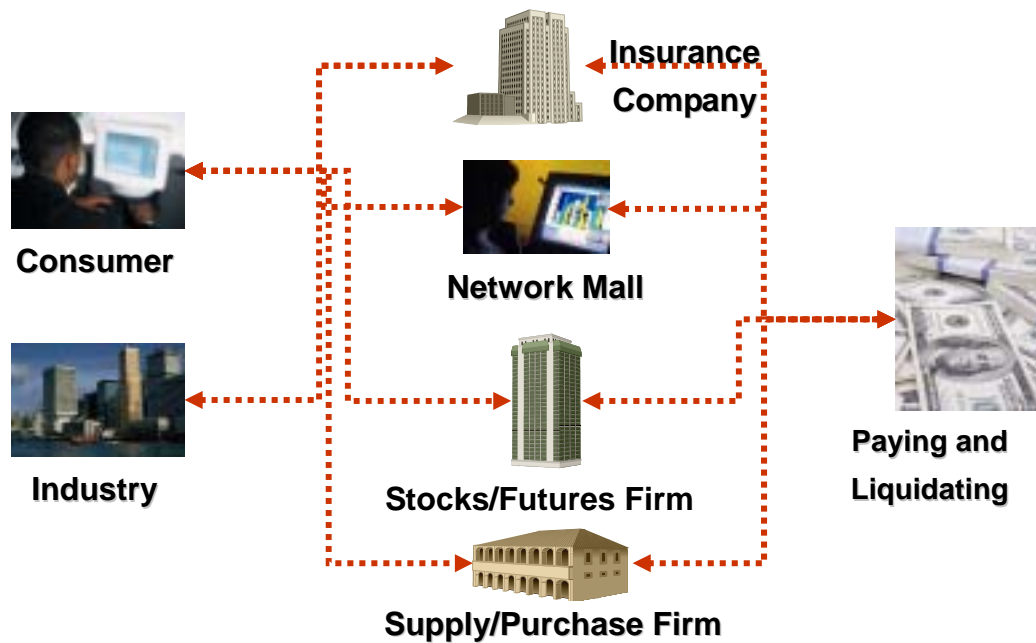 Insurance
Company
Consumer
Network Mall
Industry
Stocks/Futures Firm
Paying and
Liquidating
Supply/Purchase Firm